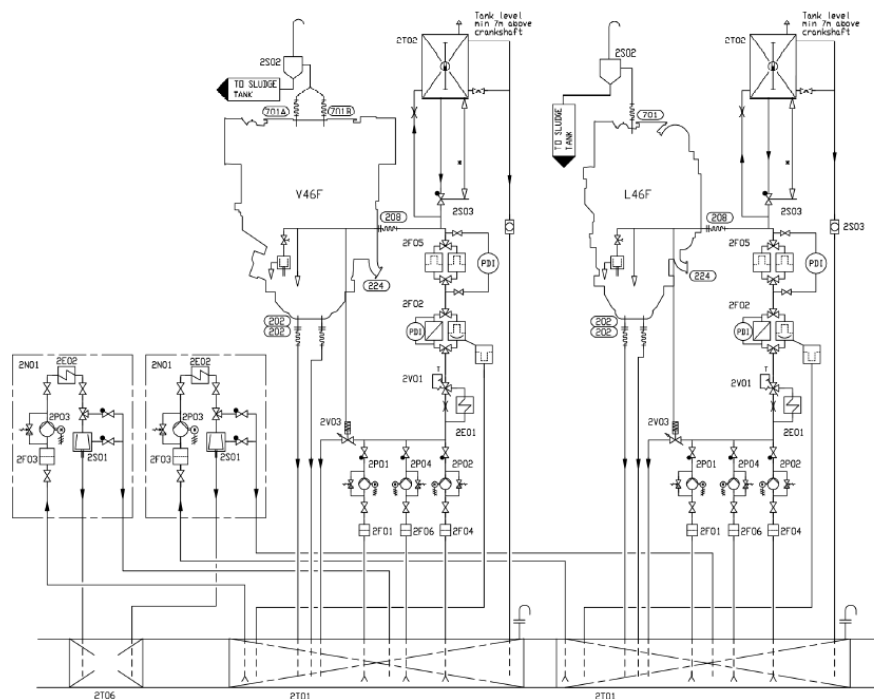 Tank level
min 7m above
crankshaft
2T02
2S02
TO SLUDGE
TANK
701A
701B
V46F
208
2S03
2F05
PDI
224
2F02
PDI
202
202
2V01
T
2E01
2V03
2P01
2P04
2P02
2F01
2F06
2F04
Tank level
min 7m above
crankshaft
2T02
2S02
TO SLUDGE
TANK
701
L46F
208
2S03
2S03
2F05
PDI
224
2F02
PDI
202
202
2V01
T
2E01
2V03
2P01
2P04
2P02
2F01
2F06
2F04
2N01
2E02
2P03
2F03
2S01
2N01
2E02
2P03
2F03
2S01
2T06
2T01
2T01